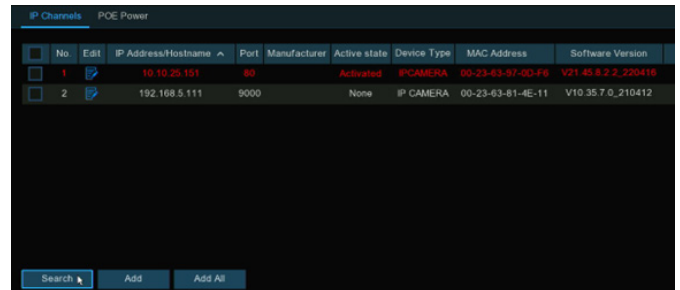 IP Channels POE Power
No. Edit IP Address/Hostname Port Manufacturer Active state Device Type MAC Address Software Version
1 10.10.25.151 80 Activated IPCAMERA 00-23-63-97-0D-F6 V21.45.8.2.2_220416
2 192.168.5.111 9000 None IP CAMERA 00-23-63-81-4E-11 V10.35.7.0_210412
Search Add Add All